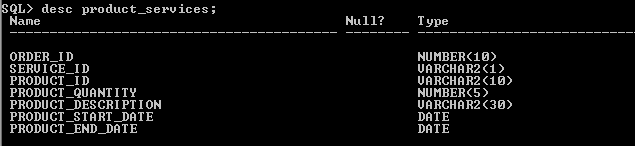 SQL> desc product_services;
Name Null? Type
----------------------------------------- -------- ----------------------------
ORDER_ID NUMBER(10)
SERVICE_ID VARCHAR2(1)
PRODUCT_ID VARCHAR2(10)
PRODUCT_QUANTITY NUMBER(5)
PRODUCT_DESCRIPTION VARCHAR2(30)
PRODUCT_START_DATE DATE
PRODUCT_END_DATE DATE